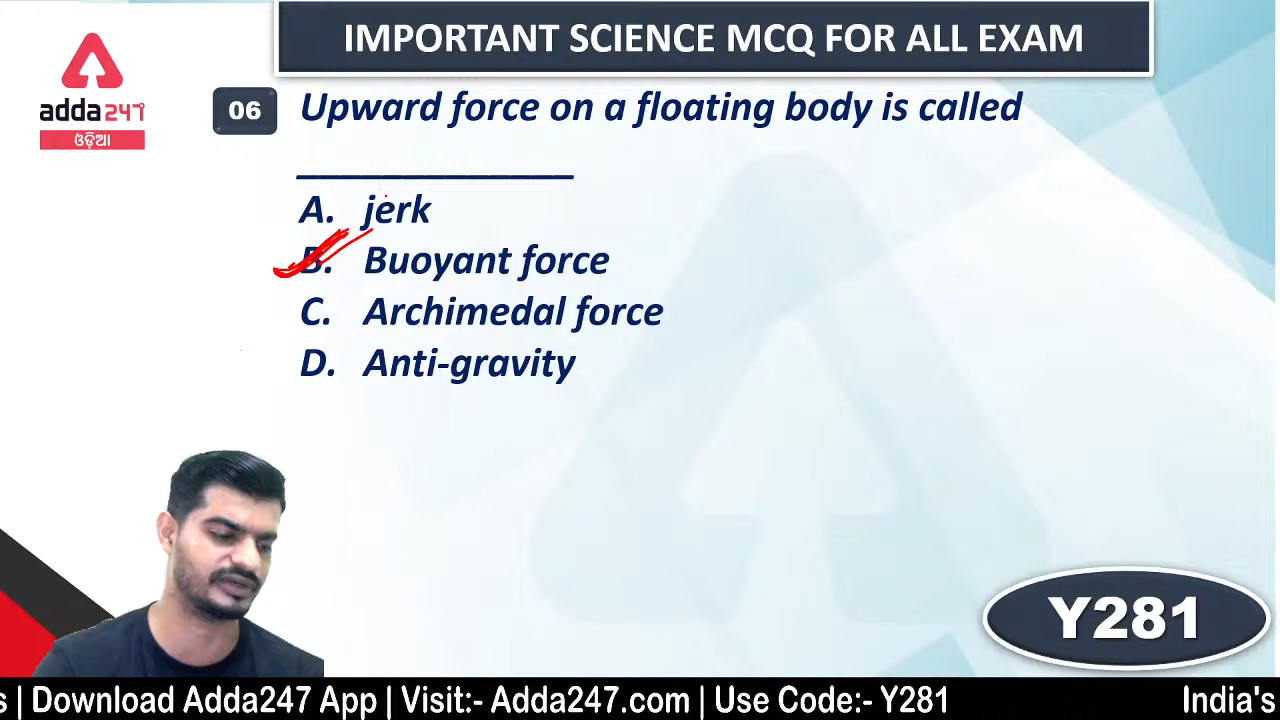 IMPORTANT SCIENCE MCQ FOR ALL EXAM
adda247
ଓଡ଼ିଆ
06 Upward force on a floating body is called
_____________
A. jerk
B. Buoyant force
C. Archimedal force
D. Anti-gravity
Y281
s | Download Adda247 App | Visit:- Adda247.com | Use Code:- Y281 India's